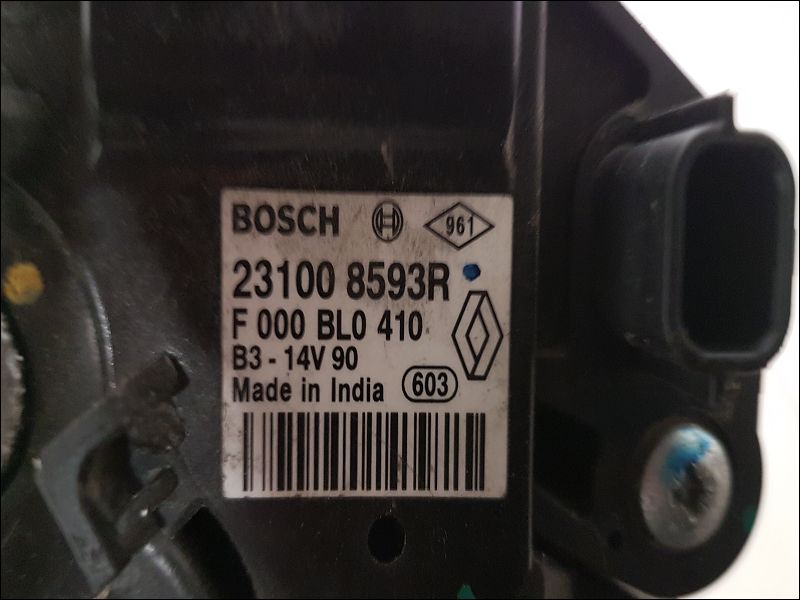 BOSCH 961
23100 8593R
F 000 BL0 410
B3 - 14V 90
Made in India 603